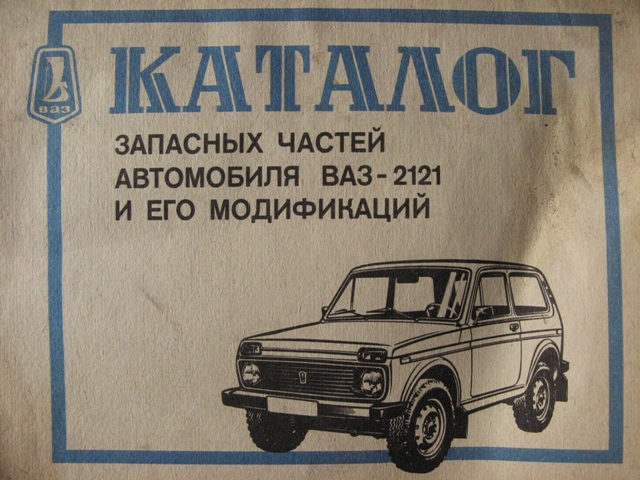 ВАЗ
КАТАЛОГ
ЗАПАСНЫХ ЧАСТЕЙ
АВТОМОБИЛЯ ВАЗ-2121
И ЕГО МОДИФИКАЦИЙ